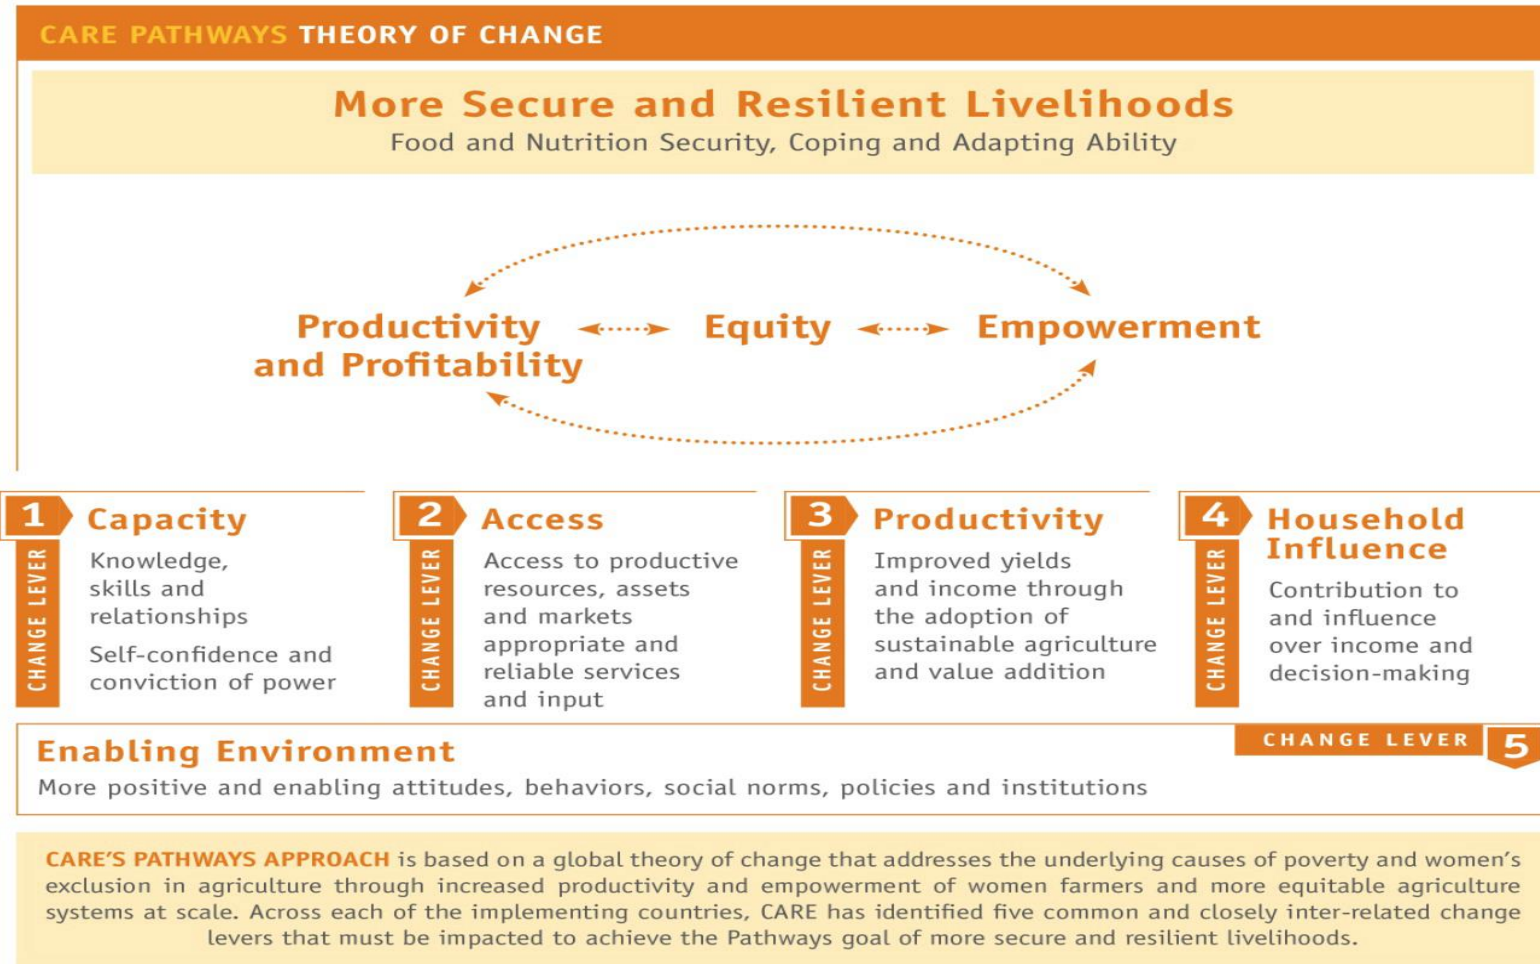 CARE PATHWAYS THEORY OF CHANGE
More Secure and Resilient Livelihoods
Food and Nutrition Security, Coping and Adapting Ability
Productivity
and Profitability
Equity
Empowerment
1
CHANGE LEVER
Capacity
Knowledge,
skills and
relationships
Self-confidence and
conviction of power
2
CHANGE LEVER
Access
Access to productive
resources, assets
and markets
appropriate and
reliable services
and input
3
CHANGE LEVER
Productivity
Improved yields
and income through
the adoption of
sustainable agriculture
and value addition
4
CHANGE LEVER
Household
Influence
Contribution to
and influence
over income and
decision-making
Enabling Environment
CHANGE LEVER 5
More positive and enabling attitudes, behaviors, social norms, policies and institutions
CARE'S PATHWAYS APPROACH is based on a global theory of change that addresses the underlying causes of poverty and women's
exclusion in agriculture through increased productivity and empowerment of women farmers and more equitable agriculture
systems at scale. Across each of the implementing countries, CARE has identified five common and closely inter-related change
levers that must be impacted to achieve the Pathways goal of more secure and resilient livelihoods.